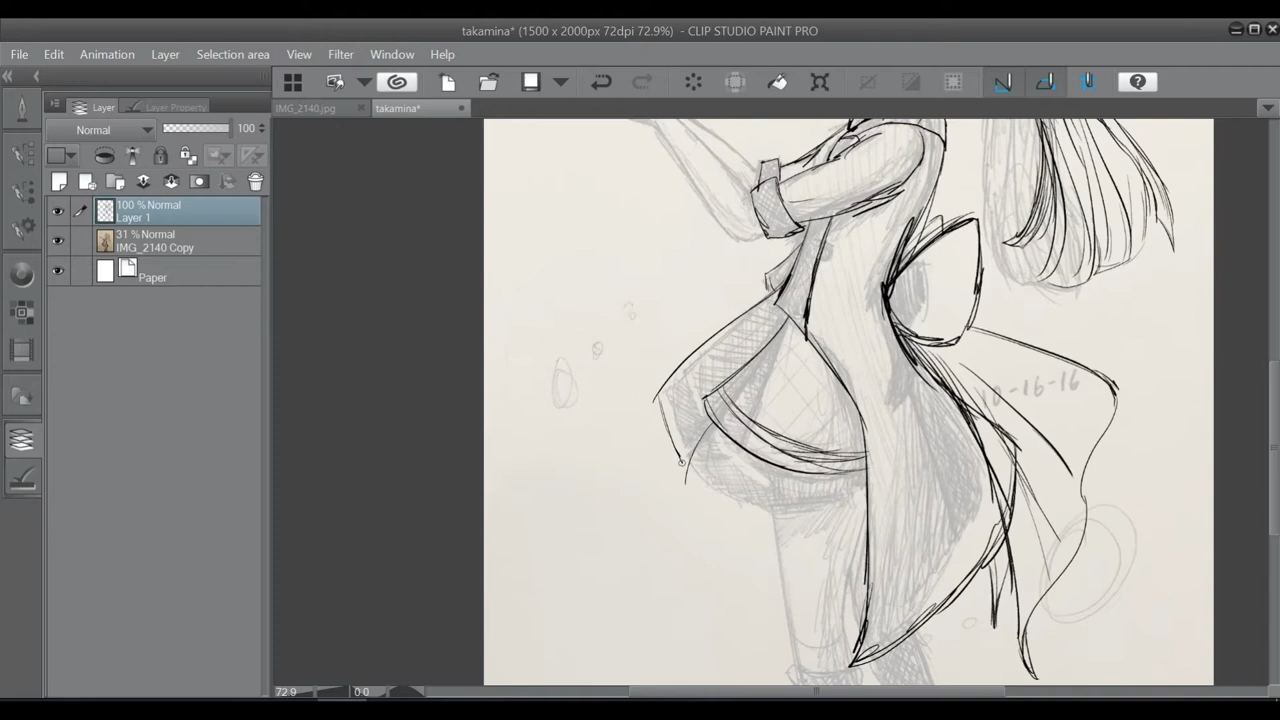 takamina* (1500 x 2000px 72dpi 72.9%) - CLIP STUDIO PAINT PRO
File Edit Animation Layer Selection area View Filter Window Help
Layer Layer Property IMG_2140.jpg takamina*
Normal 100
100 % Normal
Layer 1
31 % Normal
IMG_2140 Copy
Paper
10-16-16
72.9 0.0